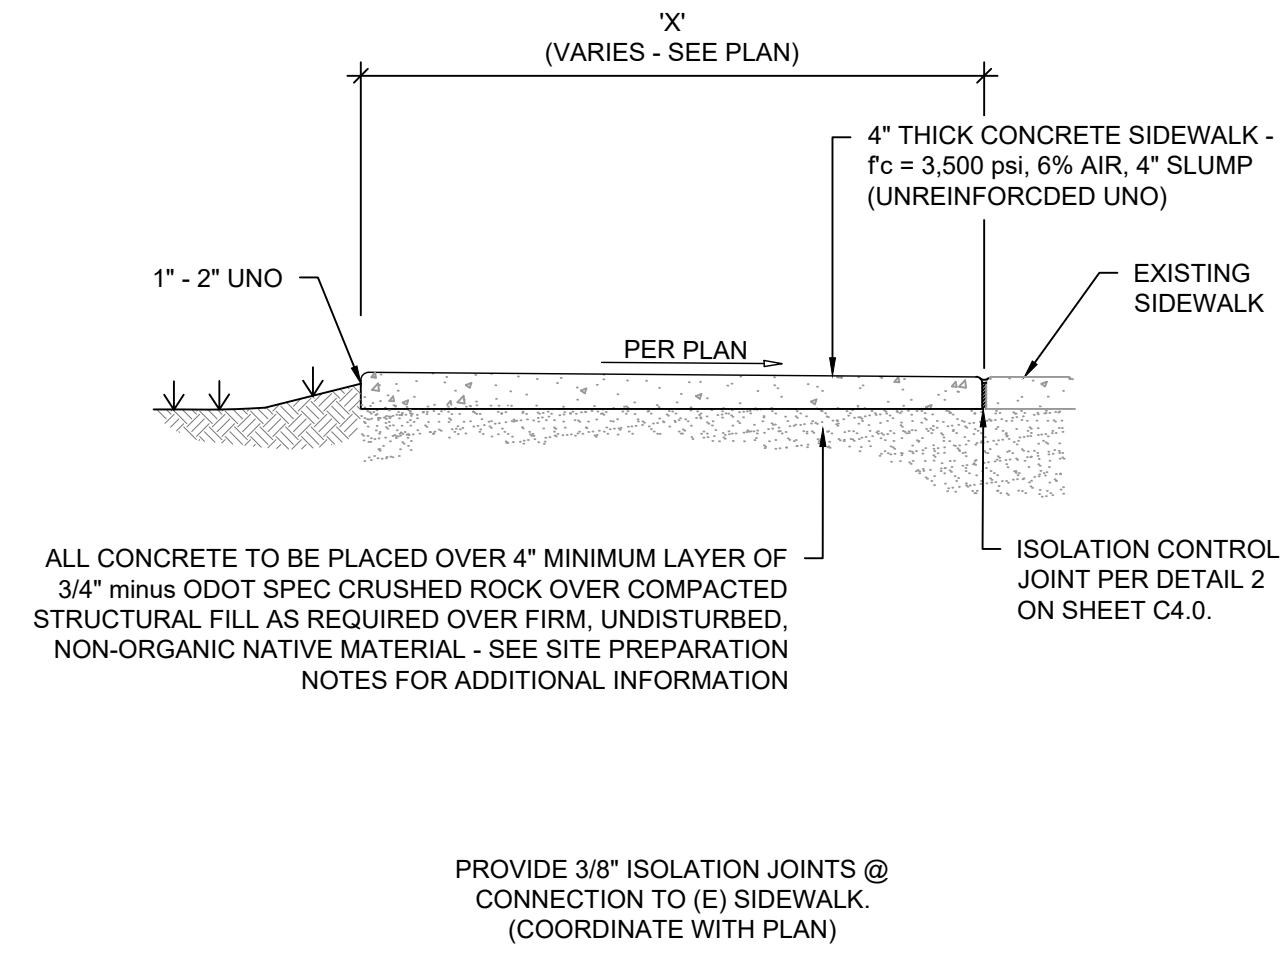 'X'
(VARIES - SEE PLAN)
4" THICK CONCRETE SIDEWALK -
f'c = 3,500 psi, 6% AIR, 4" SLUMP
(UNREINFORCDED UNO)
1" - 2" UNO
EXISTING
SIDEWALK
PER PLAN
ALL CONCRETE TO BE PLACED OVER 4" MINIMUM LAYER OF
3/4" minus ODOT SPEC CRUSHED ROCK OVER COMPACTED
STRUCTURAL FILL AS REQUIRED OVER FIRM, UNDISTURBED,
NON-ORGANIC NATIVE MATERIAL - SEE SITE PREPARATION
NOTES FOR ADDITIONAL INFORMATION
ISOLATION CONTROL
JOINT PER DETAIL 2
ON SHEET C4.0.
PROVIDE 3/8" ISOLATION JOINTS @
CONNECTION TO (E) SIDEWALK.
(COORDINATE WITH PLAN)